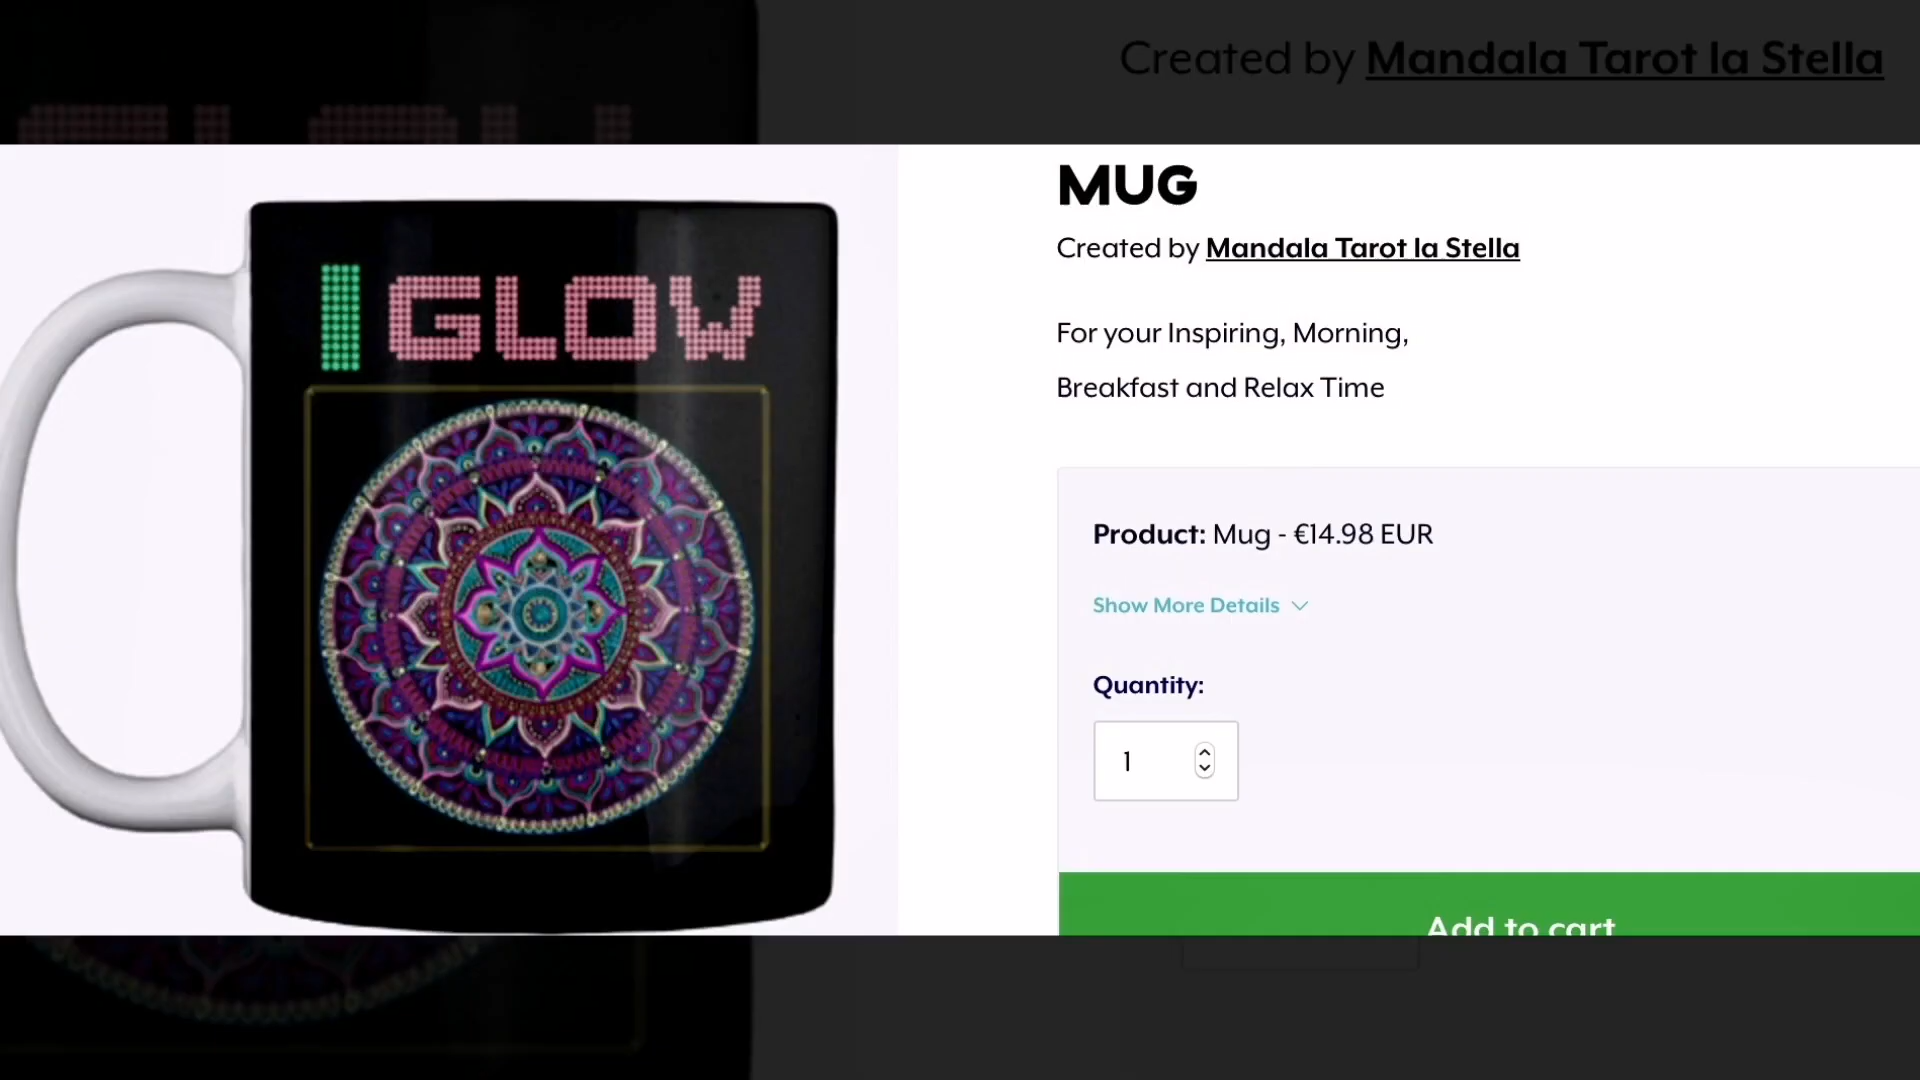 Created by Mandala Tarot la Stella
I GLOW
MUG
Created by Mandala Tarot la Stella
For your Inspiring, Morning,
Breakfast and Relax Time
Product: Mug - €14.98 EUR
Show More Details
Quantity:
1
Add to cart